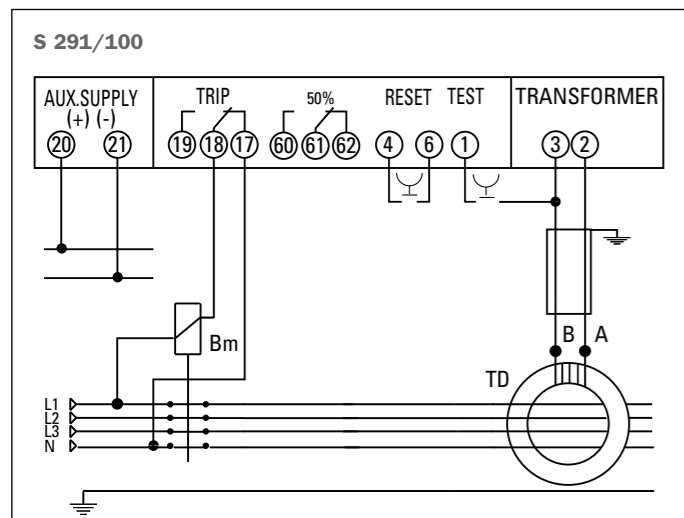 S 291/100
AUX.SUPPLY TRIP 50% RESET TEST TRANSFORMER
(+) (-)
20 21 19 18 17 60 61 62 4 6 1 3 2
Bm
B A
TD
L1
L2
L3
N